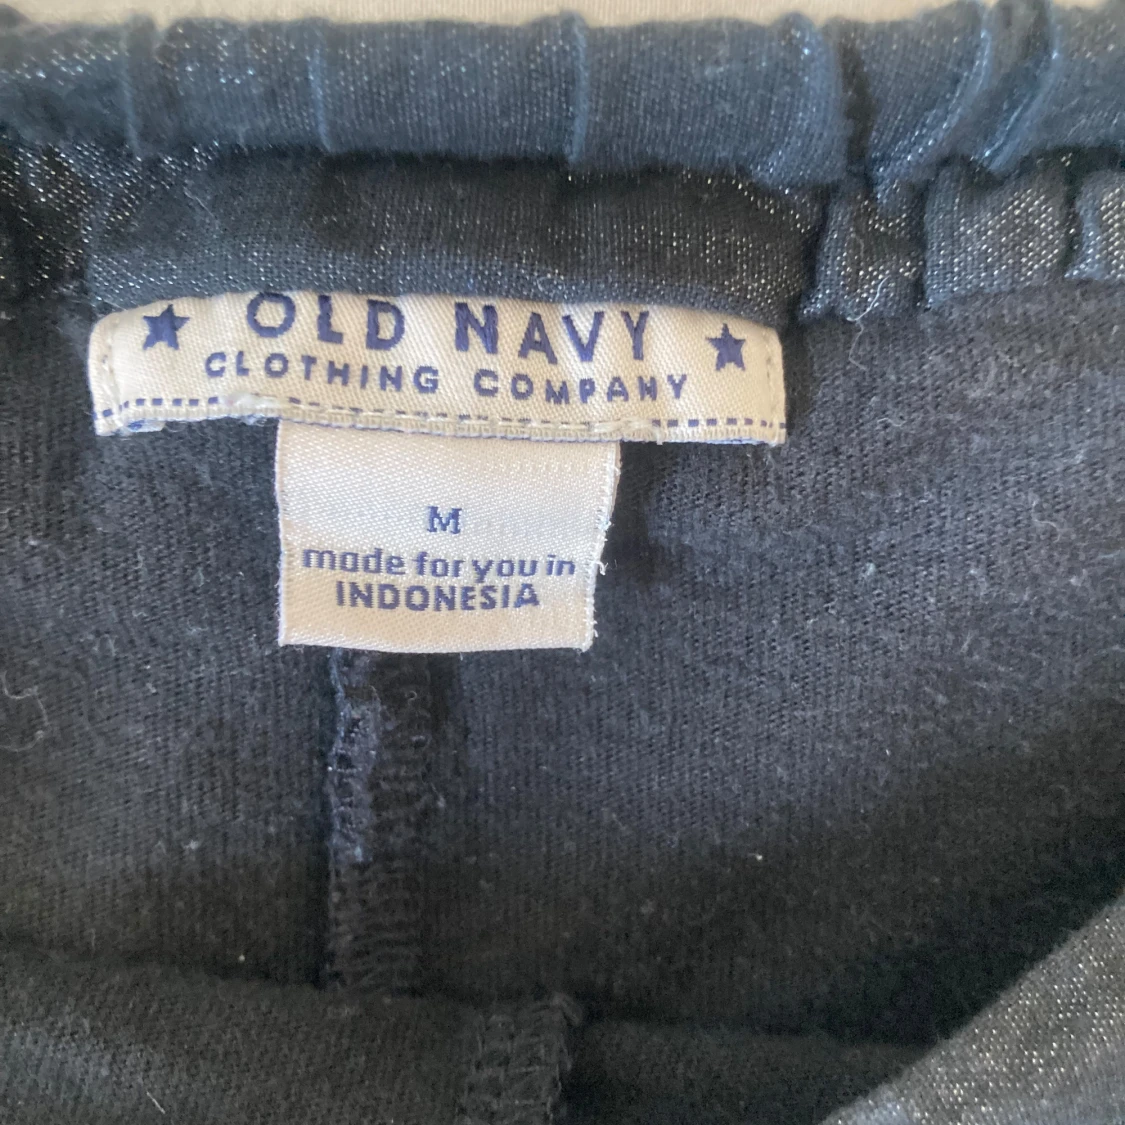 ★ OLD NAVY ★
CLOTHING COMPANY
M
made for you in
INDONESIA